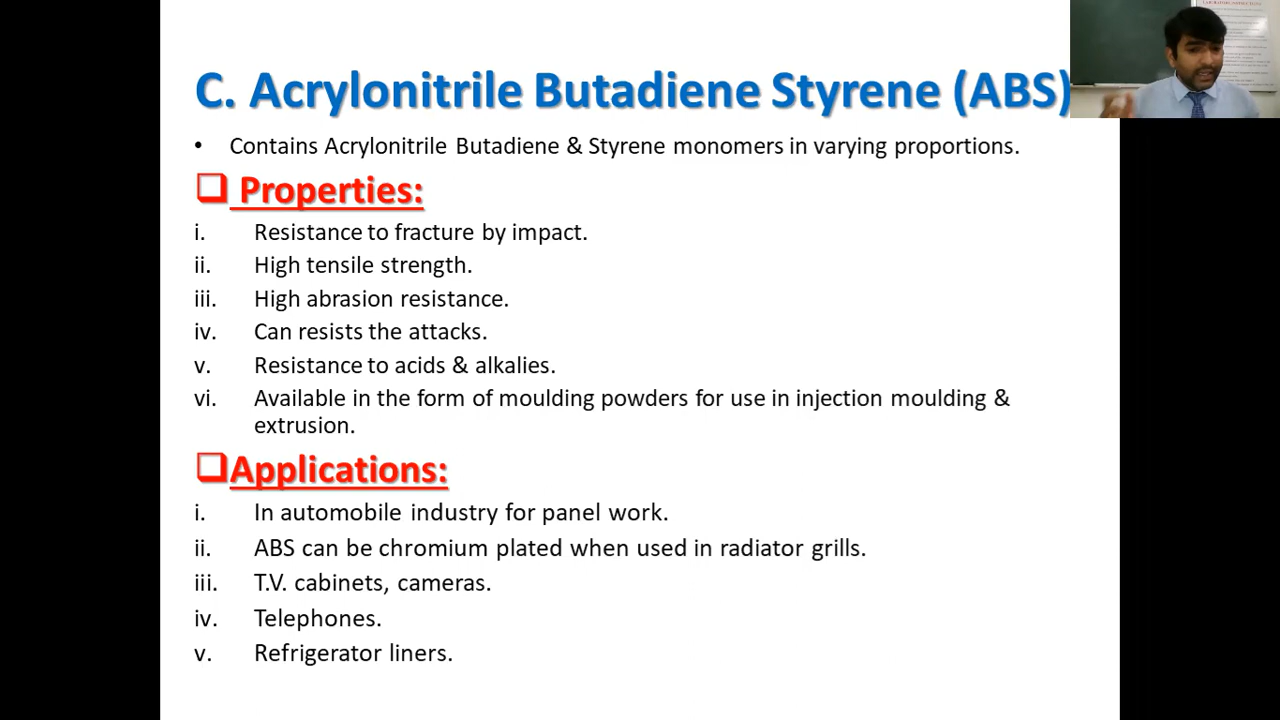 C. Acrylonitrile Butadiene Styrene (ABS)
• Contains Acrylonitrile Butadiene & Styrene monomers in varying proportions.
❑ Properties:
i. Resistance to fracture by impact.
ii. High tensile strength.
iii. High abrasion resistance.
iv. Can resists the attacks.
v. Resistance to acids & alkalies.
vi. Available in the form of moulding powders for use in injection moulding &
extrusion.
❑Applications:
i. In automobile industry for panel work.
ii. ABS can be chromium plated when used in radiator grills.
iii. T.V. cabinets, cameras.
iv. Telephones.
v. Refrigerator liners.